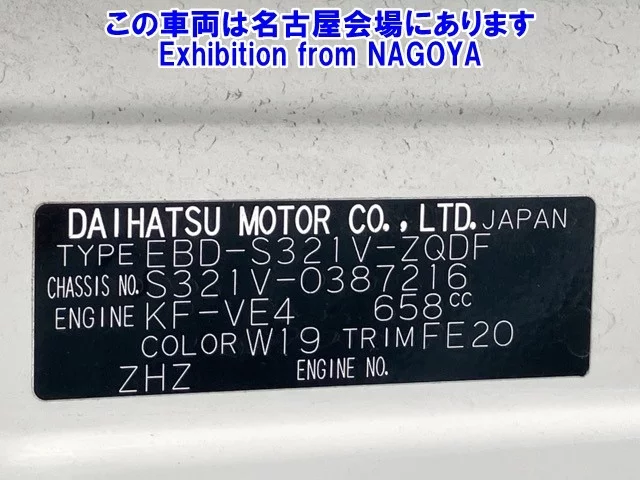 この車両は名古屋会場にあります
Exhibition from NAGOYA
DAIHATSU MOTOR CO., LTD. JAPAN
TYPE EBD-S321V-ZQDF
CHASSIS NO. S321V-0387216
ENGINE KF-VE4 658cc
COLOR W19 TRIM FE20
ZHZ ENGINE NO.